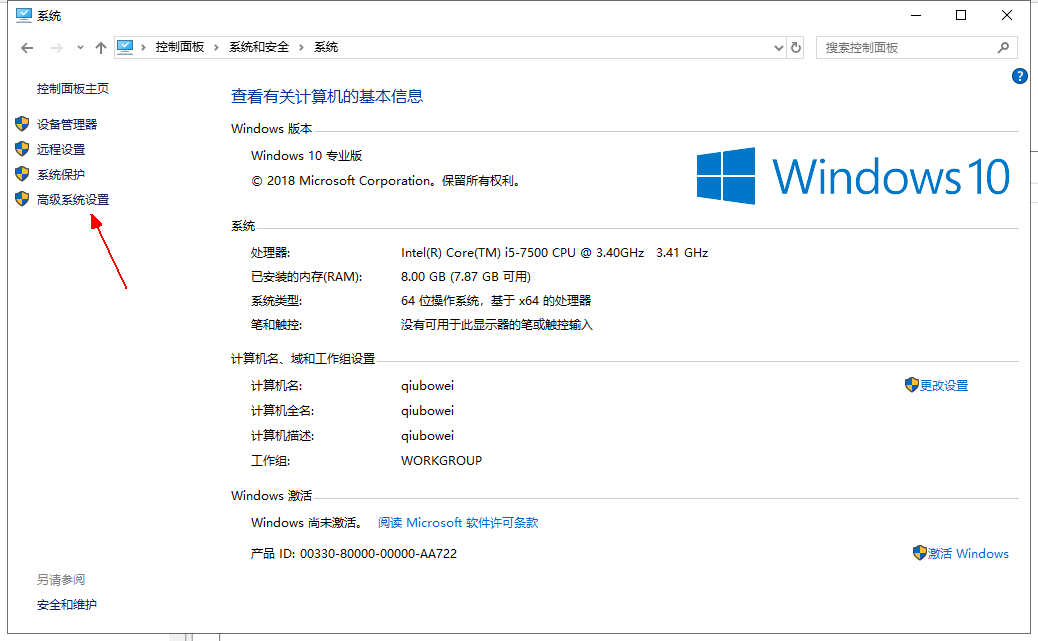 系统
控制面板 系统和安全 系统
搜索控制面板
控制面板主页
设备管理器
远程设置
系统保护
高级系统设置
查看有关计算机的基本信息
Windows 版本
Windows 10 专业版
© 2018 Microsoft Corporation。保留所有权利。
Windows 10
系统
处理器: Intel(R) Core(TM) i5-7500 CPU @ 3.40GHz 3.41 GHz
已安装的内存(RAM): 8.00 GB (7.87 GB 可用)
系统类型: 64 位操作系统，基于 x64 的处理器
笔和触控: 没有可用于此显示器的笔或触控输入
计算机名、域和工作组设置
计算机名: qiubowei
更改设置
计算机全名: qiubowei
计算机描述: qiubowei
工作组: WORKGROUP
Windows 激活
Windows 尚未激活。 阅读 Microsoft 软件许可条款
产品 ID: 00330-80000-00000-AA722
激活 Windows
另请参阅
安全和维护